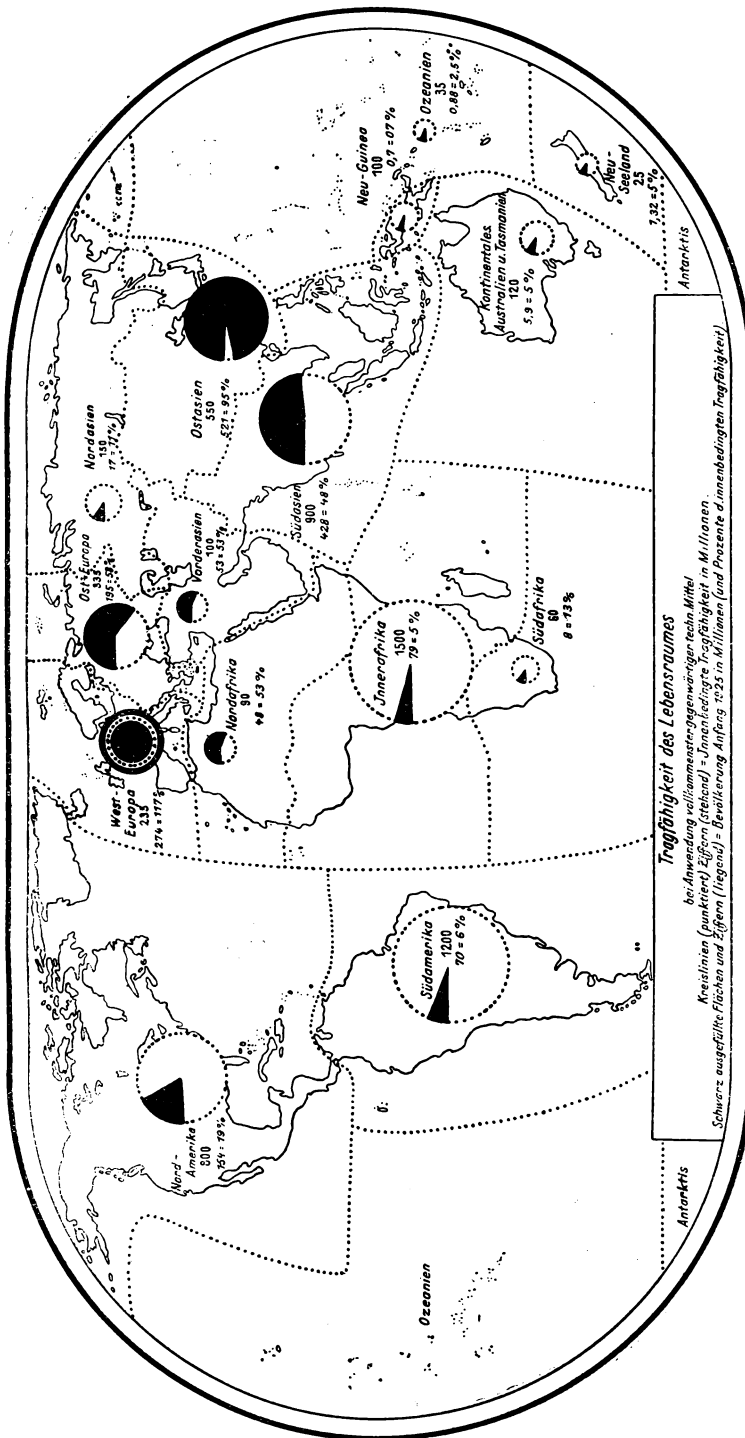 Nord-
Amerika
800
154 = 19%
Südamerika
1200
70 = 6%
Ozeanien
West-
Europa
235
274 = 117%
Ost-Europa
335
195 = 58%
Nordasien
150
17 = 11%
Vorderasien
100
53 = 53%
Nordafrika
90
48 = 53%
Innerafrika
1500
79 = 5%
Südafrika
60
8 = 13%
Ostasien
550
521 = 95%
Südasien
900
428 = 48%
Neu-Guinea
100
0,7 = 07%
Ozeanien
35
0,88 = 2.5%
Kontinentales
Australien u. Tasmanien
120
5,9 = 5%
Neu-
Seeland
25
1,32 = 5%
Antarktis
Antarktis
Tragfähigkeit des Lebensraumes
bei Anwendung vollkommenster gegenwärtiger techn. Mittel
Kreislinien (punktiert) Ziffern (stehend) = Innenbedingte Tragfähigkeit in Millionen.
Schwarz ausgefüllte Flächen und Ziffern (liegend) = Bevölkerung Anfang 1925 in Millionen (und Prozente d. innenbedingten Tragfähigkeit)